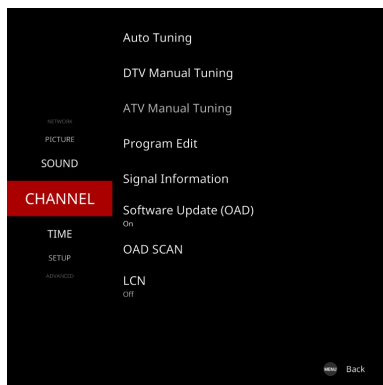 Auto Tuning
DTV Manual Tuning
ATV Manual Tuning
NETWORK
PICTURE
Program Edit
SOUND
Signal Information
CHANNEL
Software Update (OAD)
On
TIME
OAD SCAN
SETUP
ADVANCED
LCN
Off
MENU Back